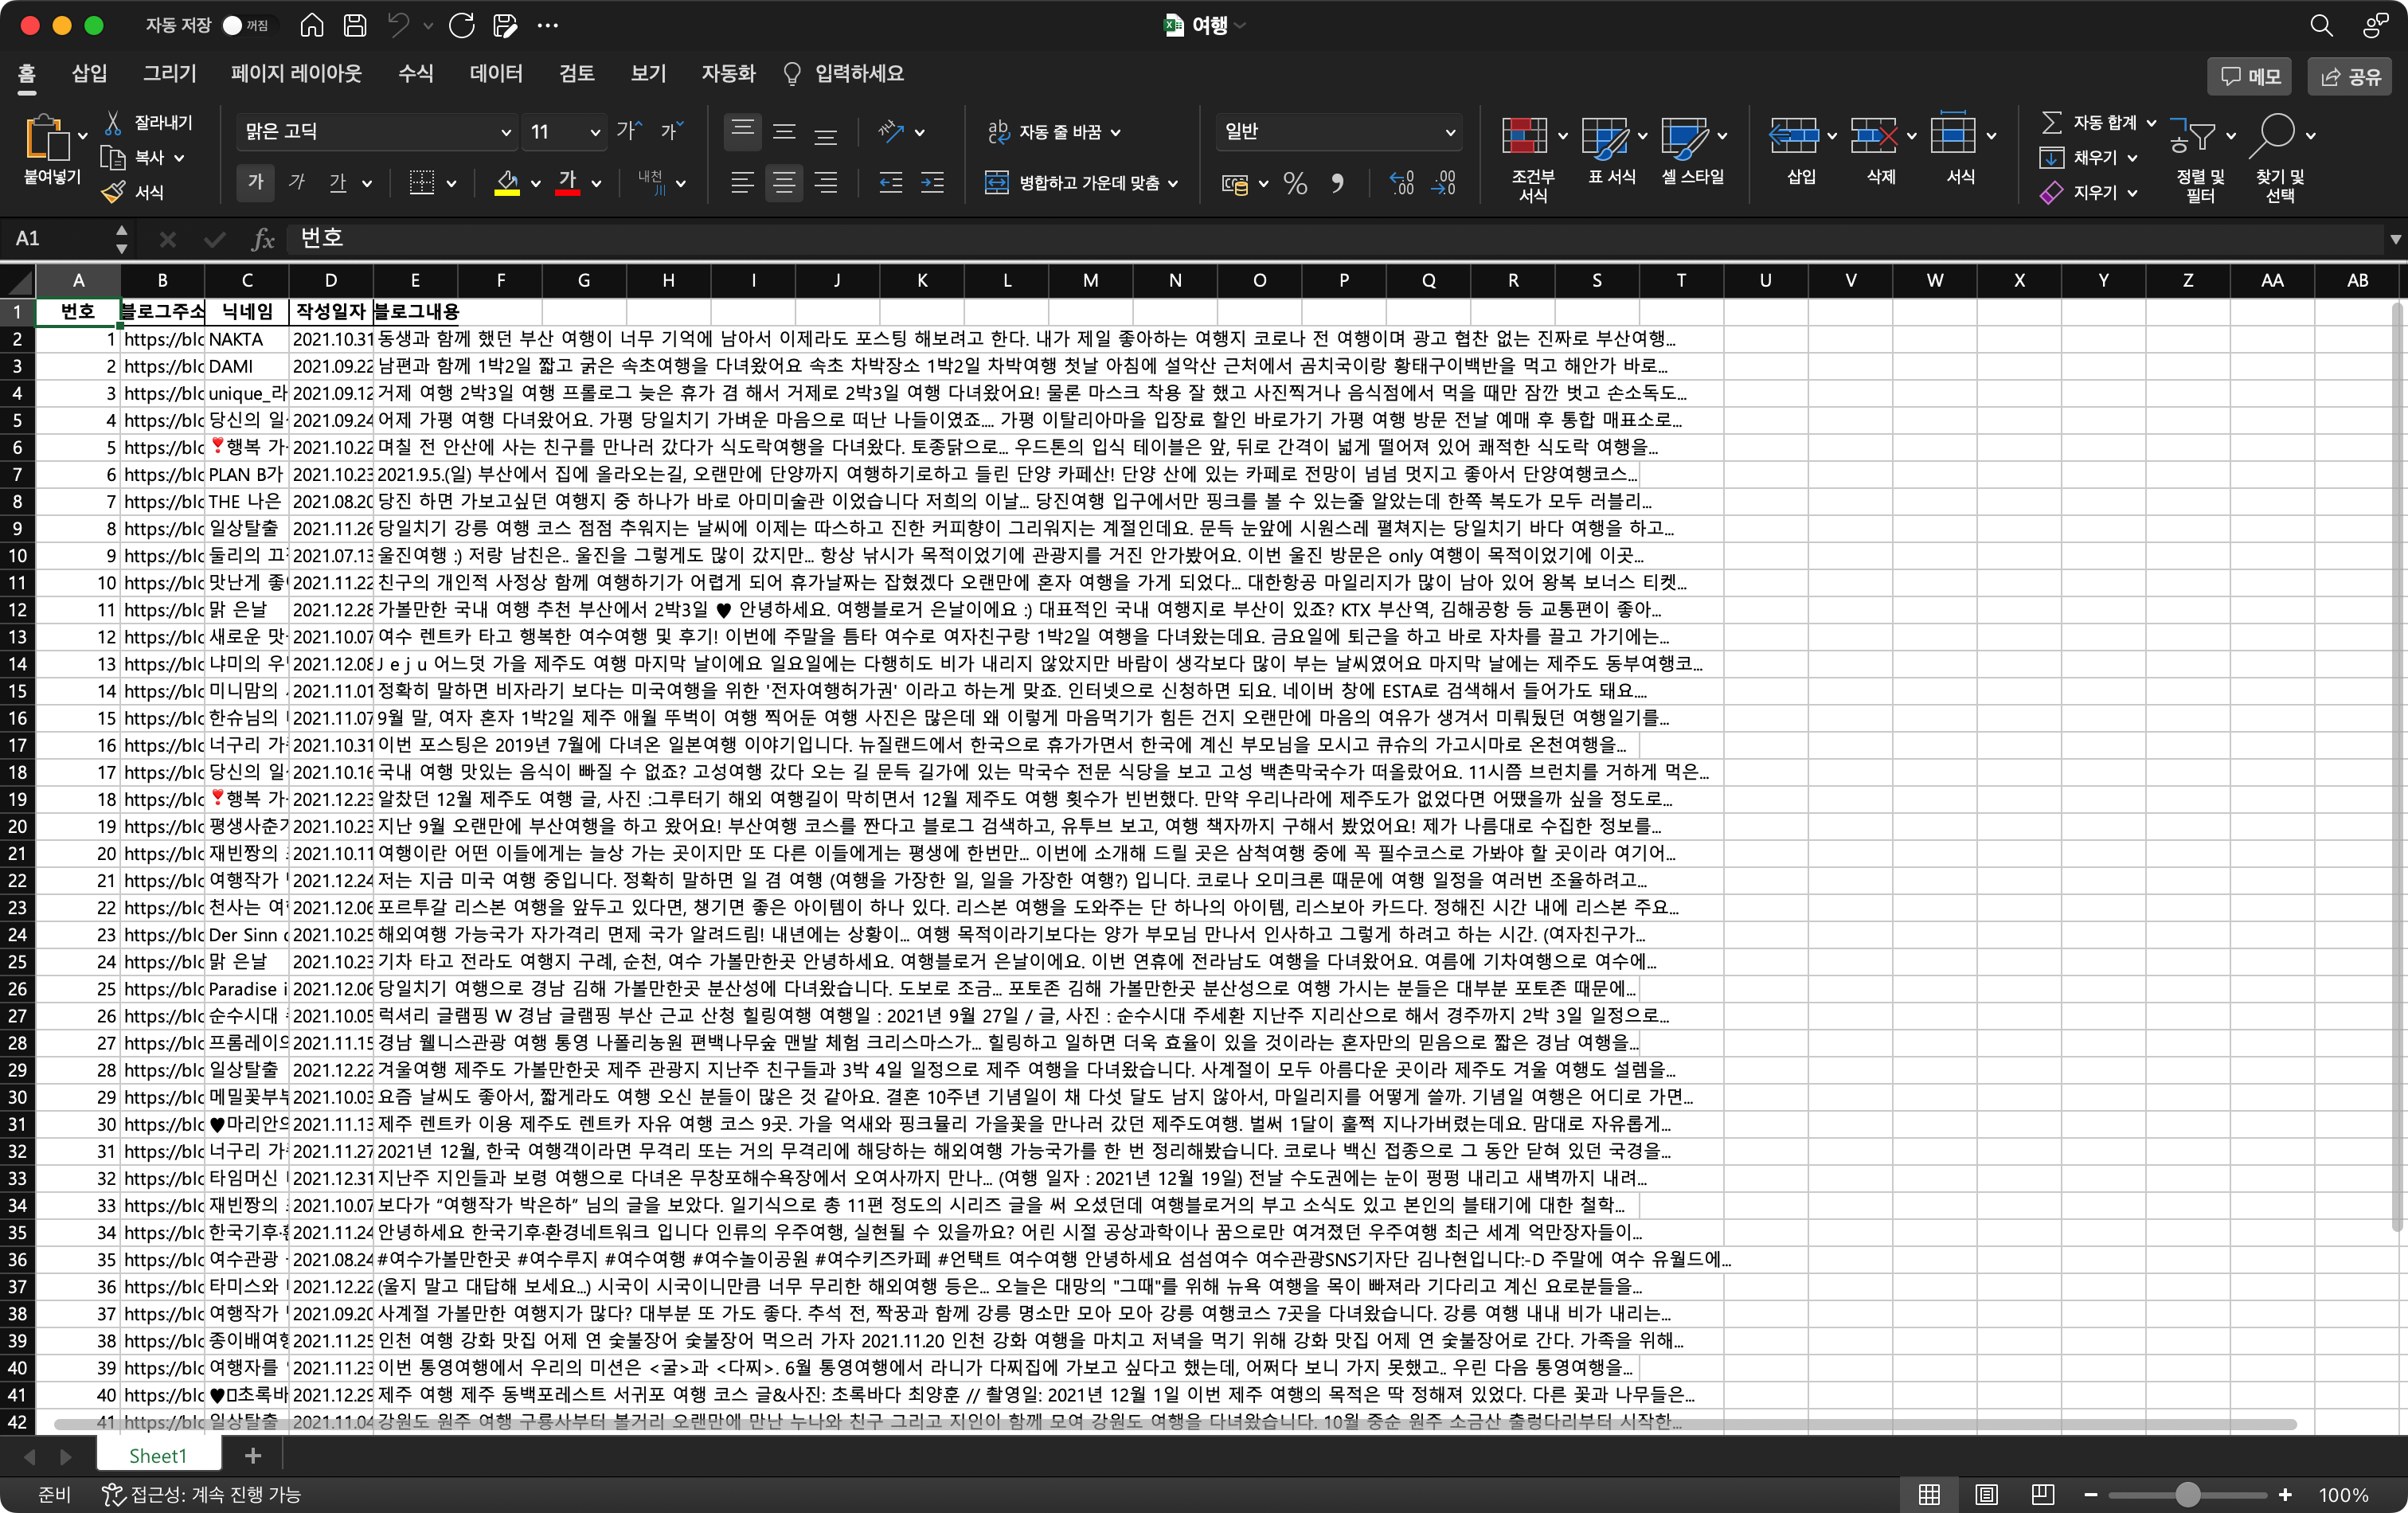 자동 저장 꺼짐 여행
홈 삽입 그리기 페이지 레이아웃 수식 데이터 검토 보기 자동화 입력하세요 메모 공유
붙여넣기 잘라내기 복사 서식 맑은 고딕 11 가 가 자동 줄 바꿈 일반 조건부 서식 표 서식 셀 스타일 삽입 삭제 서식 자동 합계 채우기 지우기 정렬 및 필터 찾기 및 선택
가 가 가 가 내천 병합하고 가운데 맞춤 % .00 .00
A1 fx 번호
A B C D E F G H I J K L M N O P Q R S T U V W X Y Z AA AB
1 번호 블로그주소 닉네임 작성일자 블로그내용
2 1 https://blc NAKTA 2021.10.31 동생과 함께 했던 부산 여행이 너무 기억에 남아서 이제라도 포스팅 해보려고 한다. 내가 제일 좋아하는 여행지 코로나 전 여행이며 광고 협찬 없는 진짜로 부산여행...
3 2 https://blc DAMI 2021.09.22 남편과 함께 1박2일 짧고 굵은 속초여행을 다녀왔어요 속초 차박장소 1박2일 차박여행 첫날 아침에 설악산 근처에서 곰치국이랑 황태구이백반을 먹고 해안가 바로...
4 3 https://blc unique_라 2021.09.12 거제 여행 2박3일 여행 프롤로그 늦은 휴가 겸 해서 거제로 2박3일 여행 다녀왔어요! 물론 마스크 착용 잘 했고 사진찍거나 음식점에서 먹을 때만 잠깐 벗고 손소독도...
5 4 https://blc 당신의 일 2021.09.24 어제 가평 여행 다녀왔어요. 가평 당일치기 가벼운 마음으로 떠난 나들이였죠.... 가평 이탈리아마을 입장료 할인 바로가기 가평 여행 방문 전날 예매 후 통합 매표소로...
6 5 https://blc ❣행복 가 2021.10.22 며칠 전 안산에 사는 친구를 만나러 갔다가 식도락여행을 다녀왔다. 토종닭으로... 우드톤의 입식 테이블은 앞, 뒤로 간격이 넓게 떨어져 있어 쾌적한 식도락 여행을...
7 6 https://blc PLAN B가 2021.10.23 2021.9.5.(일) 부산에서 집에 올라오는길, 오랜만에 단양까지 여행하기로하고 들린 단양 카페산! 단양 산에 있는 카페로 전망이 넘넘 멋지고 좋아서 단양여행코스...
8 7 https://blc THE 나은 2021.08.20 당진 하면 가보고싶던 여행지 중 하나가 바로 아미미술관 이었습니다 저희의 이날... 당진여행 입구에서만 핑크를 볼 수 있는줄 알았는데 한쪽 복도가 모두 러블리...
9 8 https://blc 일상탈출 2021.11.26 당일치기 강릉 여행 코스 점점 추워지는 날씨에 이제는 따스하고 진한 커피향이 그리워지는 계절인데요. 문득 눈앞에 시원스레 펼쳐지는 당일치기 바다 여행을 하고...
10 9 https://blc 둘리의 끄 2021.07.13 울진여행 :) 저랑 남친은.. 울진을 그렇게도 많이 갔지만... 항상 낚시가 목적이었기에 관광지를 거진 안가봤어요. 이번 울진 방문은 only 여행이 목적이었기에 이곳...
11 10 https://blc 맛난게 좋 2021.11.22 친구의 개인적 사정상 함께 여행하기가 어렵게 되어 휴가날짜는 잡혔겠다 오랜만에 혼자 여행을 가게 되었다... 대한항공 마일리지가 많이 남아 있어 왕복 보너스 티켓...
12 11 https://blc 맑 은날 2021.12.28 가볼만한 국내 여행 추천 부산에서 2박3일 ♥ 안녕하세요. 여행블로거 은날이에요 :) 대표적인 국내 여행지로 부산이 있죠? KTX 부산역, 김해공항 등 교통편이 좋아...
13 12 https://blc 새로운 맛 2021.10.07 여수 렌트카 타고 행복한 여수여행 및 후기! 이번에 주말을 틈타 여수로 여자친구랑 1박2일 여행을 다녀왔는데요. 금요일에 퇴근을 하고 바로 자차를 끌고 가기에는...
14 13 https://blc 냐미의 우 2021.12.08 J e j u 어느덧 가을 제주도 여행 마지막 날이에요 일요일에는 다행히도 비가 내리지 않았지만 바람이 생각보다 많이 부는 날씨였어요 마지막 날에는 제주도 동부여행코...
15 14 https://blc 미니맘의 2021.11.01 정확히 말하면 비자라기 보다는 미국여행을 위한 '전자여행허가권' 이라고 하는게 맞죠. 인터넷으로 신청하면 되요. 네이버 창에 ESTA로 검색해서 들어가도 돼요....
16 15 https://blc 한슈님의 2021.11.07 9월 말, 여자 혼자 1박2일 제주 애월 뚜벅이 여행 찍어둔 여행 사진은 많은데 왜 이렇게 마음먹기가 힘든 건지 오랜만에 마음의 여유가 생겨서 미뤄뒀던 여행일기를...
17 16 https://blc 너구리 가 2021.10.31 이번 포스팅은 2019년 7월에 다녀온 일본여행 이야기입니다. 뉴질랜드에서 한국으로 휴가가면서 한국에 계신 부모님을 모시고 큐슈의 가고시마로 온천여행을...
18 17 https://blc 당신의 일 2021.10.16 국내 여행 맛있는 음식이 빠질 수 없죠? 고성여행 갔다 오는 길 문득 길가에 있는 막국수 전문 식당을 보고 고성 백촌막국수가 떠올랐어요. 11시쯤 브런치를 거하게 먹은...
19 18 https://blc ❣행복 가 2021.12.23 알찼던 12월 제주도 여행 글, 사진 :그루터기 해외 여행길이 막히면서 12월 제주도 여행 횟수가 빈번했다. 만약 우리나라에 제주도가 없었다면 어땠을까 싶을 정도로...
20 19 https://blc 평생사춘기 2021.10.23 지난 9월 오랜만에 부산여행을 하고 왔어요! 부산여행 코스를 짠다고 블로그 검색하고, 유투브 보고, 여행 책자까지 구해서 봤었어요! 제가 나름대로 수집한 정보를...
21 20 https://blc 재빈짱의 2021.10.11 여행이란 어떤 이들에게는 늘상 가는 곳이지만 또 다른 이들에게는 평생에 한번만... 이번에 소개해 드릴 곳은 삼척여행 중에 꼭 필수코스로 가봐야 할 곳이라 여기어...
22 21 https://blc 여행작가 2021.12.24 저는 지금 미국 여행 중입니다. 정확히 말하면 일 겸 여행 (여행을 가장한 일, 일을 가장한 여행?) 입니다. 코로나 오미크론 때문에 여행 일정을 여러번 조율하려고...
23 22 https://blc 천사는 여 2021.12.06 포르투갈 리스본 여행을 앞두고 있다면, 챙기면 좋은 아이템이 하나 있다. 리스본 여행을 도와주는 단 하나의 아이템, 리스보아 카드다. 정해진 시간 내에 리스본 주요...
24 23 https://blc Der Sinn 2021.10.25 해외여행 가능국가 자가격리 면제 국가 알려드림! 내년에는 상황이... 여행 목적이라기보다는 양가 부모님 만나서 인사하고 그렇게 하려고 하는 시간. (여자친구가...
25 24 https://blc 맑 은날 2021.10.23 기차 타고 전라도 여행지 구례, 순천, 여수 가볼만한곳 안녕하세요. 여행블로거 은날이에요. 이번 연휴에 전라남도 여행을 다녀왔어요. 여름에 기차여행으로 여수에...
26 25 https://blc Paradise i 2021.12.06 당일치기 여행으로 경남 김해 가볼만한곳 분산성에 다녀왔습니다. 도보로 조금... 포토존 김해 가볼만한곳 분산성으로 여행 가시는 분들은 대부분 포토존 때문에...
27 26 https://blc 순수시대 2021.10.05 럭셔리 글램핑 W 경남 글램핑 부산 근교 산청 힐링여행 여행일 : 2021년 9월 27일 / 글, 사진 : 순수시대 주세환 지난주 지리산으로 해서 경주까지 2박 3일 일정으로...
28 27 https://blc 프롬레이의 2021.11.15 경남 웰니스관광 여행 통영 나폴리농원 편백나무숲 맨발 체험 크리스마스가... 힐링하고 일하면 더욱 효율이 있을 것이라는 혼자만의 믿음으로 짧은 경남 여행을...
29 28 https://blc 일상탈출 2021.12.22 겨울여행 제주도 가볼만한곳 제주 관광지 지난주 친구들과 3박 4일 일정으로 제주 여행을 다녀왔습니다. 사계절이 모두 아름다운 곳이라 제주도 겨울 여행도 설렘을...
30 29 https://blc 메밀꽃부부 2021.10.03 요즘 날씨도 좋아서, 짧게라도 여행 오신 분들이 많은 것 같아요. 결혼 10주년 기념일이 채 다섯 달도 남지 않아서, 마일리지를 어떻게 쓸까. 기념일 여행은 어디로 가면...
31 30 https://blc ♥마리안의 2021.11.13 제주 렌트카 이용 제주도 렌트카 자유 여행 코스 9곳. 가을 억새와 핑크뮬리 가을꽃을 만나러 갔던 제주도여행. 벌써 1달이 훌쩍 지나가버렸는데요. 맘대로 자유롭게...
32 31 https://blc 너구리 가 2021.11.27 2021년 12월, 한국 여행객이라면 무격리 또는 거의 무격리에 해당하는 해외여행 가능국가를 한 번 정리해봤습니다. 코로나 백신 접종으로 그 동안 닫혀 있던 국경을...
33 32 https://blc 타임머신 2021.12.31 지난주 지인들과 보령 여행으로 다녀온 무창포해수욕장에서 오여사까지 만나... (여행 일자 : 2021년 12월 19일) 전날 수도권에는 눈이 펑펑 내리고 새벽까지 내려...
34 33 https://blc 재빈짱의 2021.10.07 보다가 “여행작가 박은하” 님의 글을 보았다. 일기식으로 총 11편 정도의 시리즈 글을 써 오셨던데 여행블로거의 부고 소식도 있고 본인의 블태기에 대한 철학...
35 34 https://blc 한국기후· 2021.11.24 안녕하세요 한국기후·환경네트워크 입니다 인류의 우주여행, 실현될 수 있을까요? 어린 시절 공상과학이나 꿈으로만 여겨졌던 우주여행 최근 세계 억만장자들이...
36 35 https://blc 여수관광 2021.08.24 #여수가볼만한곳 #여수루지 #여수여행 #여수놀이공원 #여수키즈카페 #언택트 여수여행 안녕하세요 섬섬여수 여수관광SNS기자단 김나현입니다:-D 주말에 여수 유월드에...
37 36 https://blc 타미스와 2021.12.22 (울지 말고 대답해 보세요...) 시국이 시국이니만큼 너무 무리한 해외여행 등은... 오늘은 대망의 "그때"를 위해 뉴욕 여행을 목이 빠져라 기다리고 계신 요로분들을...
38 37 https://blc 여행작가 2021.09.20 사계절 가볼만한 여행지가 많다? 대부분 또 가도 좋다. 추석 전, 짝꿍과 함께 강릉 명소만 모아 모아 강릉 여행코스 7곳을 다녀왔습니다. 강릉 여행 내내 비가 내리는...
39 38 https://blc 종이배여행 2021.11.25 인천 여행 강화 맛집 어제 연 숯불장어 숯불장어 먹으러 가자 2021.11.20 인천 강화 여행을 마치고 저녁을 먹기 위해 강화 맛집 어제 연 숯불장어로 간다. 가족을 위해...
40 39 https://blc 여행자를 2021.11.23 이번 통영여행에서 우리의 미션은 <굴>과 <다찌>. 6월 통영여행에서 라니가 다찌집에 가보고 싶다고 했는데, 어쩌다 보니 가지 못했고.. 우린 다음 통영여행을...
41 40 https://blc ♥초록바 2021.12.29 제주 여행 제주 동백포레스트 서귀포 여행 코스 글&사진: 초록바다 최양훈 // 촬영일: 2021년 12월 1일 이번 제주 여행의 목적은 딱 정해져 있었다. 다른 꽃과 나무들은...
42 41 https://blc 일상탈출 2021.11.04 강원도 원주 여행 구룡사부터 볼거리 오랜만에 만난 누나와 친구 그리고 지인이 함께 모여 강원도 여행을 다녀왔습니다. 10월 중순 원주 소금산 출렁다리부터 시작한...
Sheet1
준비 접근성: 계속 진행 가능 100%